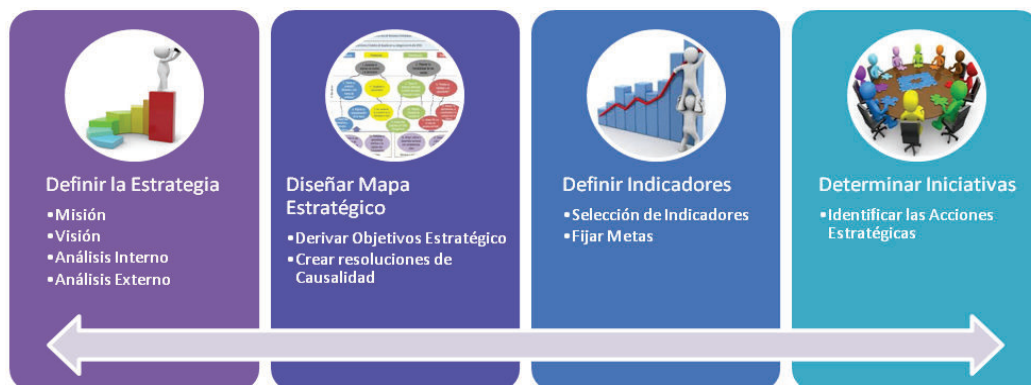 Definir la Estrategia
•Misión
•Visión
•Análisis Interno
•Análisis Externo
Diseñar Mapa
Estratégico
•Derivar Objetivos Estratégico
•Crear resoluciones de
Causalidad
Definir Indicadores
•Selección de Indicadores
•Fijar Metas
Determinar Iniciativas
•Identificar las Acciones
Estratégicas